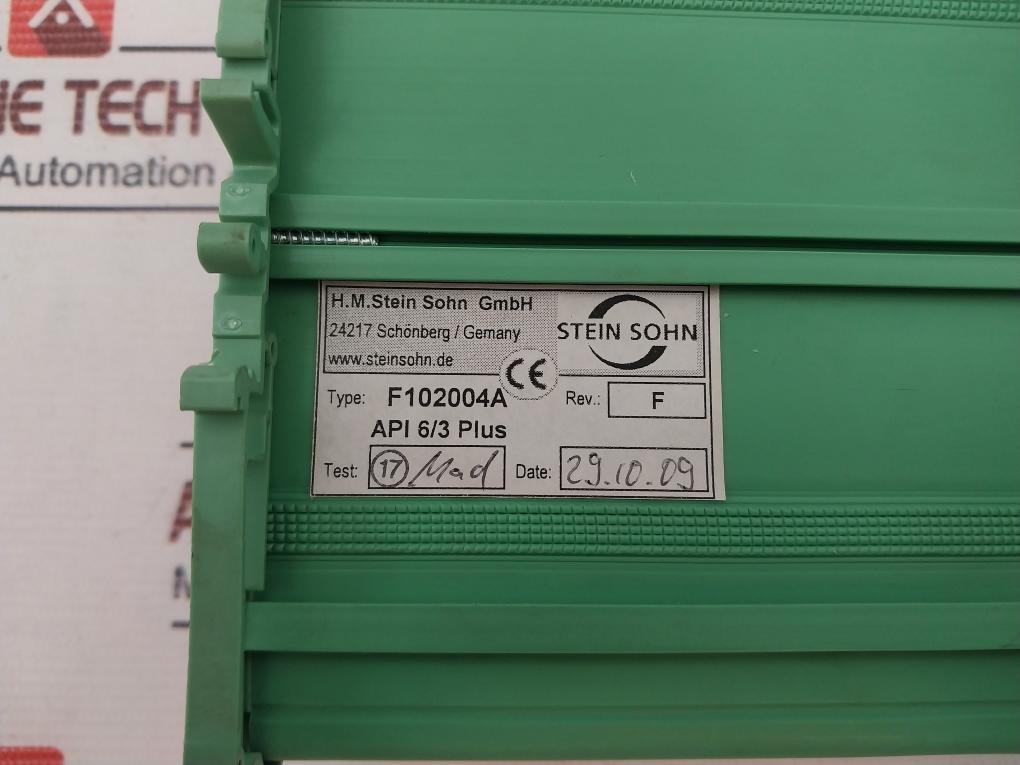 TECH
Automation
H.M.Stein Sohn GmbH
24217 Schönberg / Gemany
www.steinsohn.de
STEIN SOHN
CE
Type: F102004A
Rev.: F
API 6/3 Plus
Test: 17 Mad
Date: 29.10.09